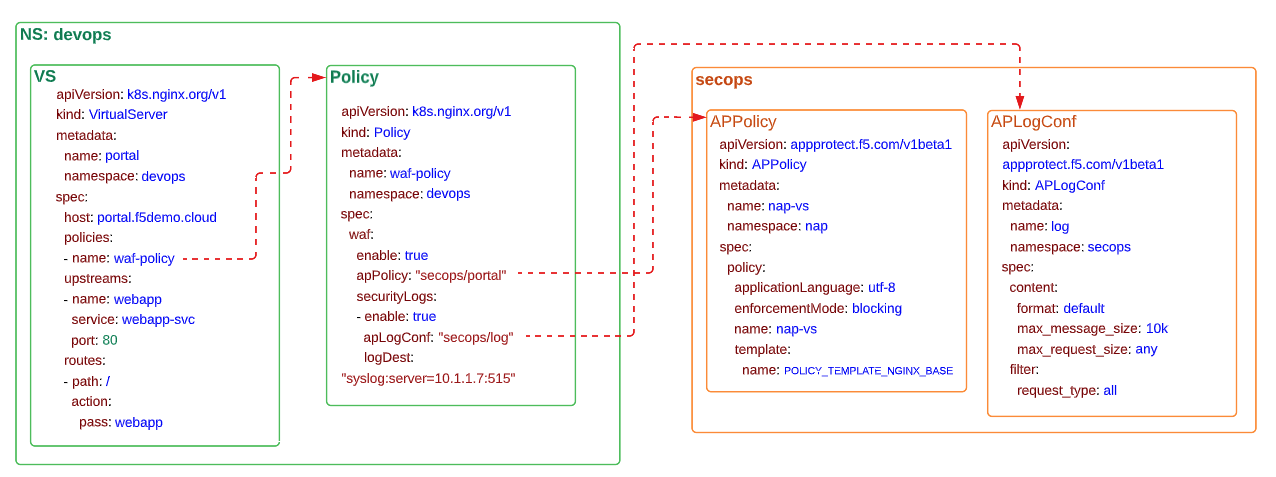 NS: devops
VS
apiVersion: k8s.nginx.org/v1
kind: VirtualServer
metadata:
name: portal
namespace: devops
spec:
host: portal.f5demo.cloud
policies:
- name: waf-policy
upstreams:
- name: webapp
service: webapp-svc
port: 80
routes:
- path: /
action:
pass: webapp
Policy
apiVersion: k8s.nginx.org/v1
kind: Policy
metadata:
name: waf-policy
namespace: devops
spec:
waf:
enable: true
apPolicy: "secops/portal"
securityLogs:
- enable: true
apLogConf: "secops/log"
logDest:
"syslog:server=10.1.1.7:515"
secops
APPolicy
apiVersion: appprotect.f5.com/v1beta1
kind: APPolicy
metadata:
name: nap-vs
namespace: nap
spec:
policy:
applicationLanguage: utf-8
enforcementMode: blocking
name: nap-vs
template:
name: POLICY_TEMPLATE_NGINX_BASE
APLogConf
apiVersion:
appprotect.f5.com/v1beta1
kind: APLogConf
metadata:
name: log
namespace: secops
spec:
content:
format: default
max_message_size: 10k
max_request_size: any
filter:
request_type: all